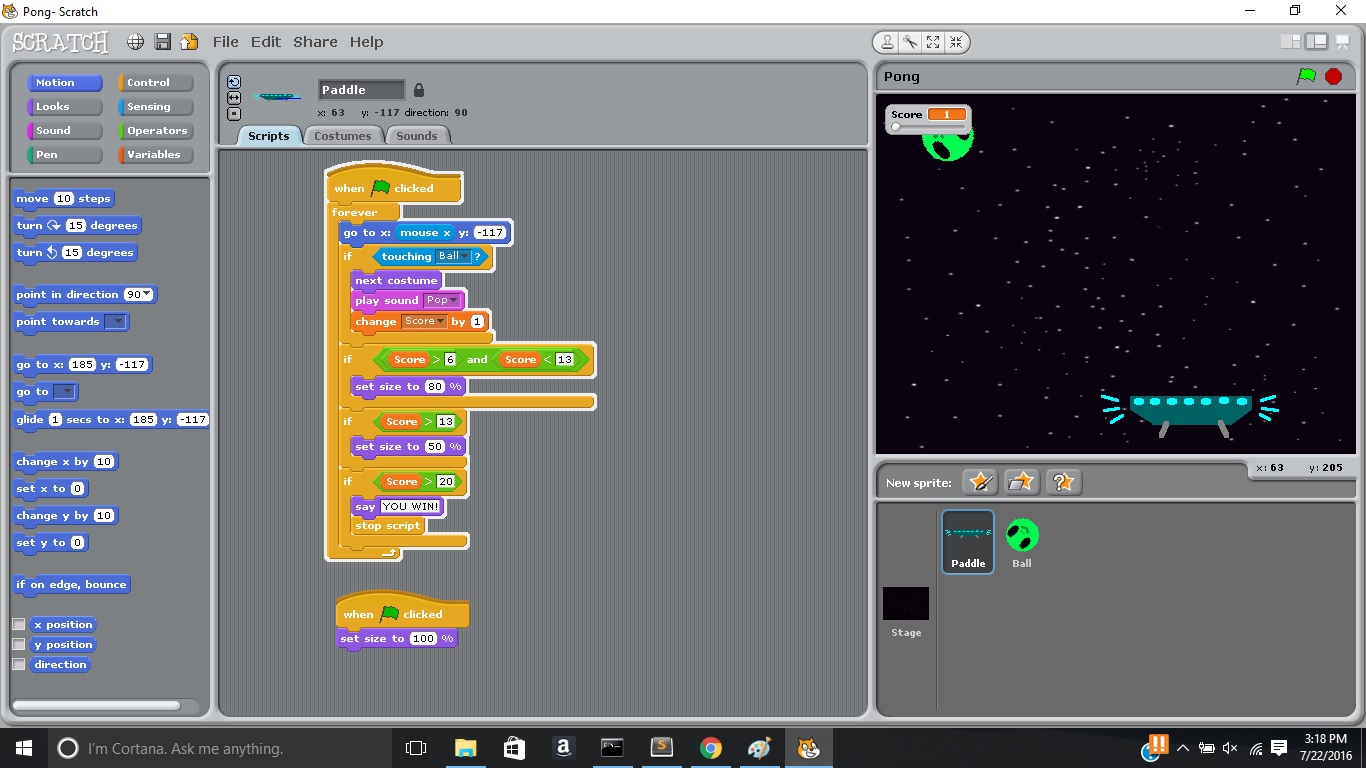 Pong- Scratch
SCRATCH File Edit Share Help
Motion Control
Looks Sensing
Sound Operators
Pen Variables
move 10 steps
turn 15 degrees
turn 15 degrees
point in direction 90
point towards
go to x: 185 y: -117
go to
glide 1 secs to x: 185 y: -117
change x by 10
set x to 0
change y by 10
set y to 0
if on edge, bounce
x position
y position
direction
Paddle
x: 63 y: -117 direction: 90
Scripts Costumes Sounds
when clicked
forever
go to x: mouse x y: -117
if touching Ball ?
next costume
play sound Pop
change Score by 1
if Score > 6 and Score < 13
set size to 80 %
if Score > 13
set size to 50 %
if Score > 20
say YOU WIN!
stop script
when clicked
set size to 100 %
Pong
Score 1
x: 63 y: 205
New sprite:
Paddle Ball
Stage
I'm Cortana. Ask me anything.
3:18 PM
7/22/2016